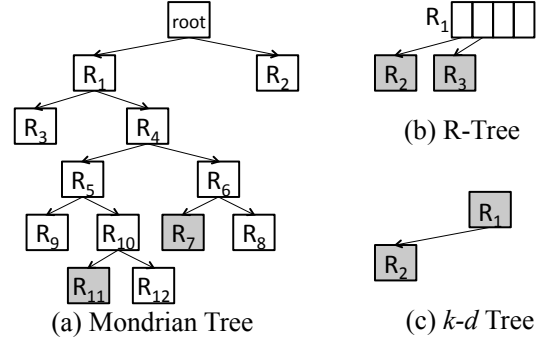 root
R1
R2
R3
R4
R5
R6
R9
R10
R7
R8
R11
R12
(a) Mondrian Tree
R1
R2
R3
(b) R-Tree
R1
R2
(c) k-d Tree